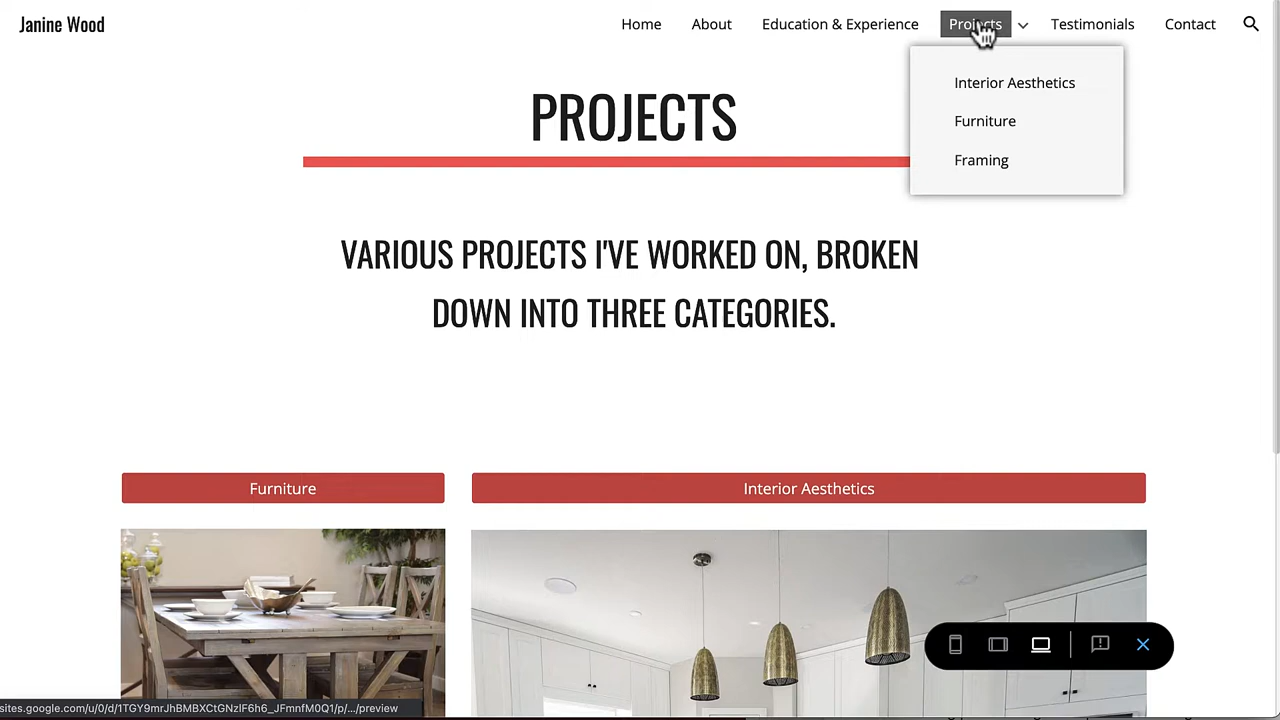 Janine Wood
Home About Education & Experience Projects Testimonials Contact
Interior Aesthetics
Furniture
Framing
PROJECTS
VARIOUS PROJECTS I'VE WORKED ON, BROKEN
DOWN INTO THREE CATEGORIES.
Furniture Interior Aesthetics
sites.google.com/u/0/d/1TGY9mrJhBMBXCtGNzIF6h6_JFmnfM0Q1/p/.../preview